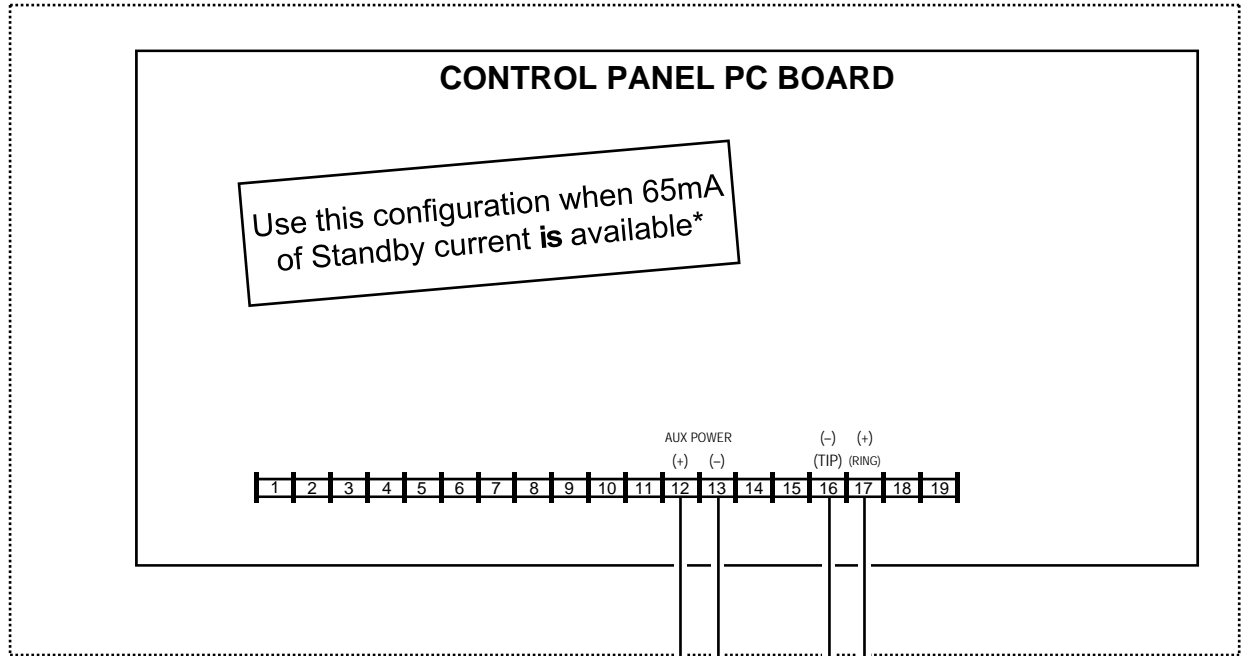 CONTROL PANEL PC BOARD
Use this configuration when 65mA
of Standby current is available*
AUX POWER (–) (+)
(+) (–) (TIP) (RING)
1 2 3 4 5 6 7 8 9 10 11 12 13 14 15 16 17 18 19